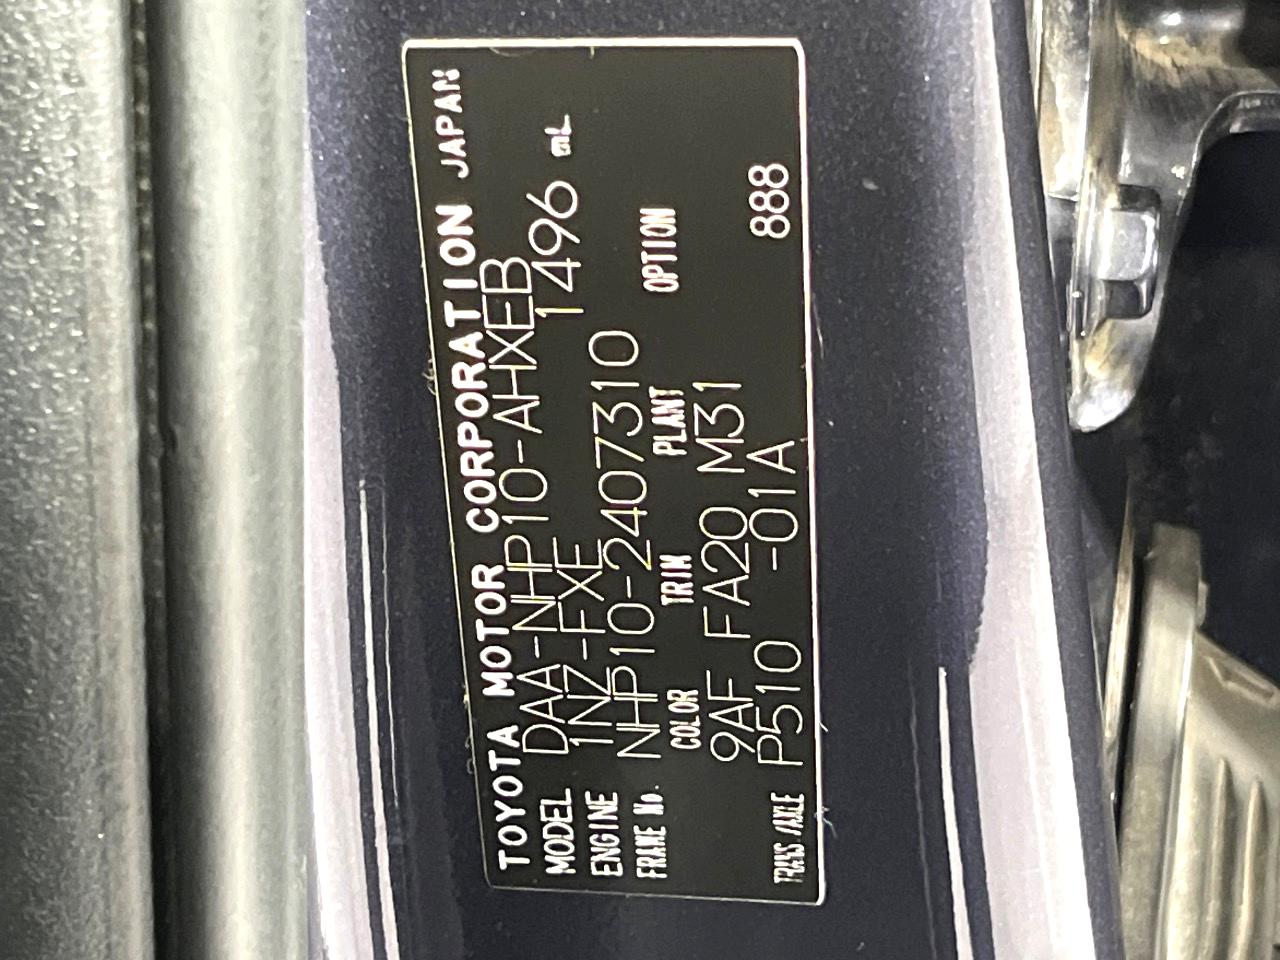 TOYOTA MOTOR CORPORATION JAPAN
MODEL DAA-NHP10-AHXEB
ENGINE 1NZ-FXE 1496 mL
FRAME No. NHP10-2407310
COLOR TRIM PLANT OPTION
9AF FA20 M31
TRANS/AXLE P510 -01A 888